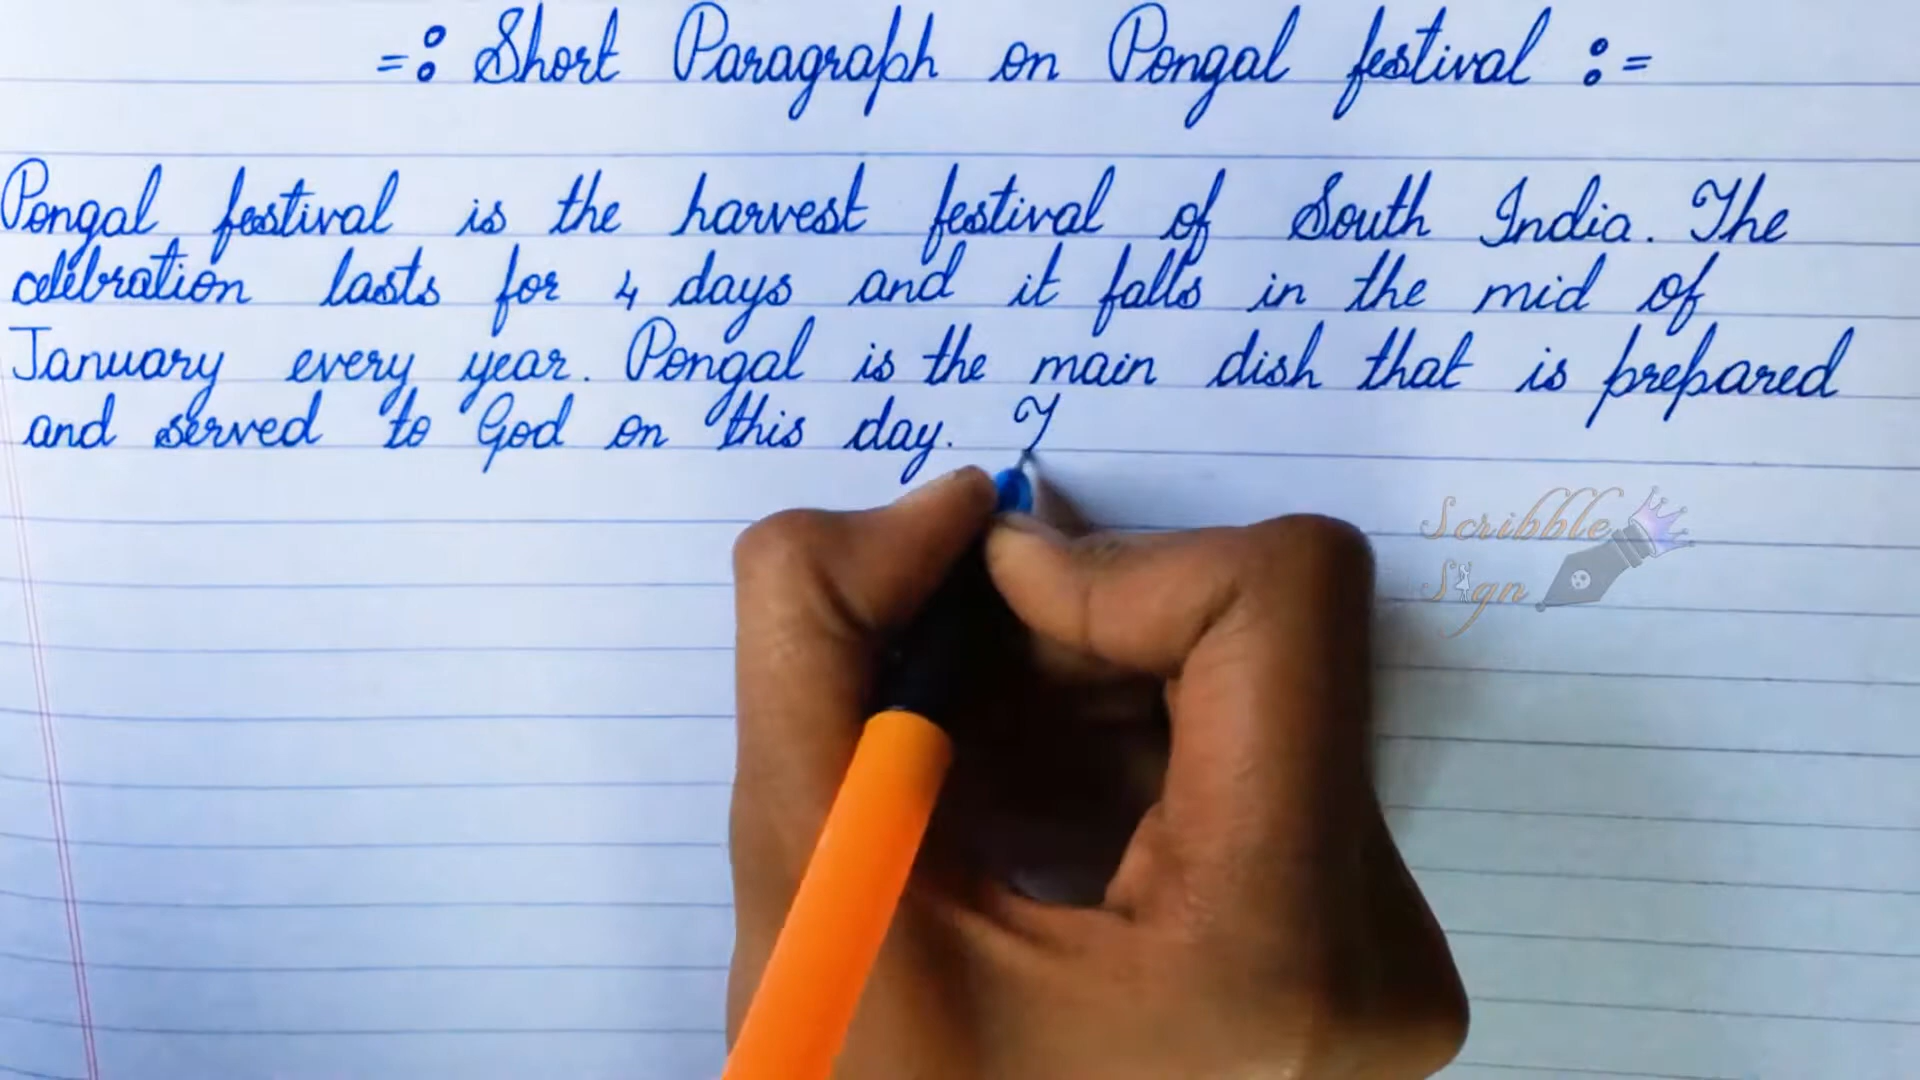 =: Short Paragraph on Pongal festival :=
Pongal festival is the harvest festival of South India. The
celebration lasts for 4 days and it falls in the mid of
January every year. Pongal is the main dish that is prepared
and served to God on this day. T
Scribble
Sign